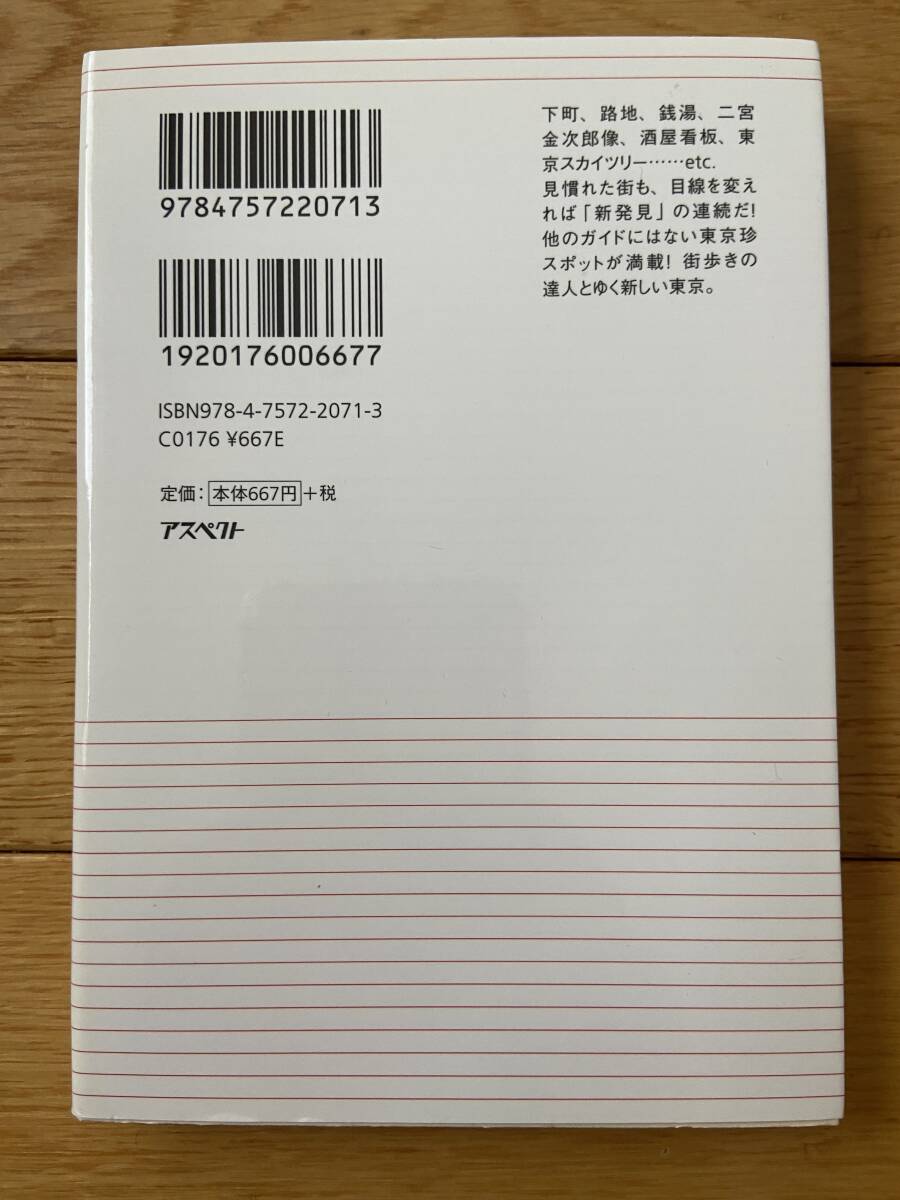 9784757220713
1920176006677
ISBN978-4-7572-2071-3
C0176 ¥667E
定価：本体667円+税
アスペクト
下町、路地、銭湯、二宮
金次郎像、酒屋看板、東
京スカイツリー……etc.
見慣れた街も、目線を変え
れば「新発見」の連続だ!
他のガイドにはない東京珍
スポットが満載! 街歩きの
達人とゆく新しい東京。